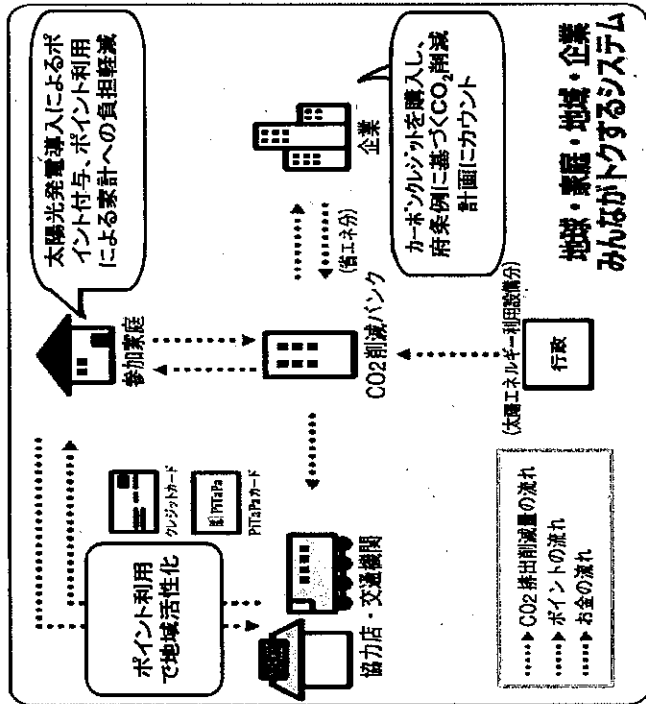 太陽光発電導入によるポ
イント付与、ポイント利用
による家計への負担軽減
参加家庭
クレジットカード
PiTaPa
PiTaPaカード
ポイント利用
で地域活性化
協力店・交通機関
CO2削減バンク
(省エネ分)
企業
カーボンクレジットを購入し、
府条例に基づくCO₂削減
計画にカウント
(太陽エネルギー利用設備分)
行政
CO2排出削減量の流れ
ポイントの流れ
お金の流れ
地球・家庭・地域・企業
みんながトクするシステム